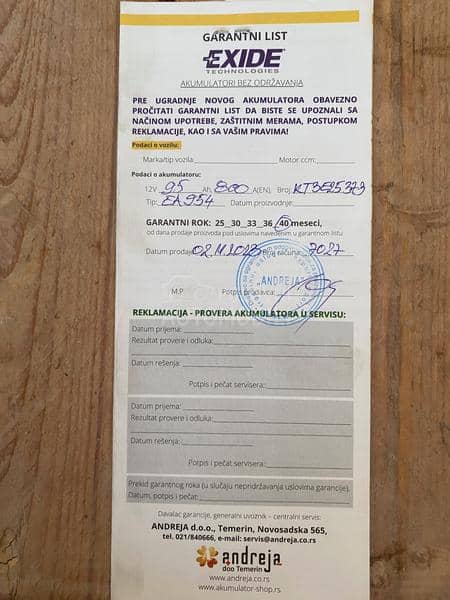 GARANTNI LIST
EXIDE
TECHNOLOGIES
AKUMULATORI BEZ ODRŽAVANJA
PRE UGRADNJE NOVOG AKUMULATORA OBAVEZNO
PROČITATI GARANTNI LIST DA BISTE SE UPOZNALI SA
NAČINOM UPOTREBE, ZAŠTITNIM MERAMA, POSTUPKOM
REKLAMACIJE, KAO I SA VAŠIM PRAVIMA!
Podaci o vozilu:
Marka/tip vozila: Motor ccm:
Podaci o akumulatoru:
12V 95 Ah, 800 A(EN), Broj:
Tip: EA954 Datum proizvodnje:
GARANTNI ROK: 25 30 33 36 40 meseci,
od dana prodaje proizvoda pod uslovima navedenim u garantnom listu
Datum prodaje 02.11.2023 računa 7027
„ANDREJA”
M.P. Potpis prodavca:
REKLAMACIJA - PROVERA AKUMULATORA U SERVISU:
Datum prijema:
Rezultat provere i odluka:
Datum rešenja:
Potpis i pečat servisera:
Datum prijema:
Rezultat provere i odluka:
Datum rešenja:
Potpis i pečat servisera:
Prekid garantnog roka (u slučaju nepridržavanja uslovima garancije).
Datum, potpis i pečat:
Davalac garancije, generalni uvoznik – centralni servis:
ANDREJA d.o.o., Temerin, Novosadska 565,
tel. 021/840666, e-mail: servis@andreja.co.rs
andreja
doo Temerin
www.andreja.co.rs
www.akumulator-shop.rs